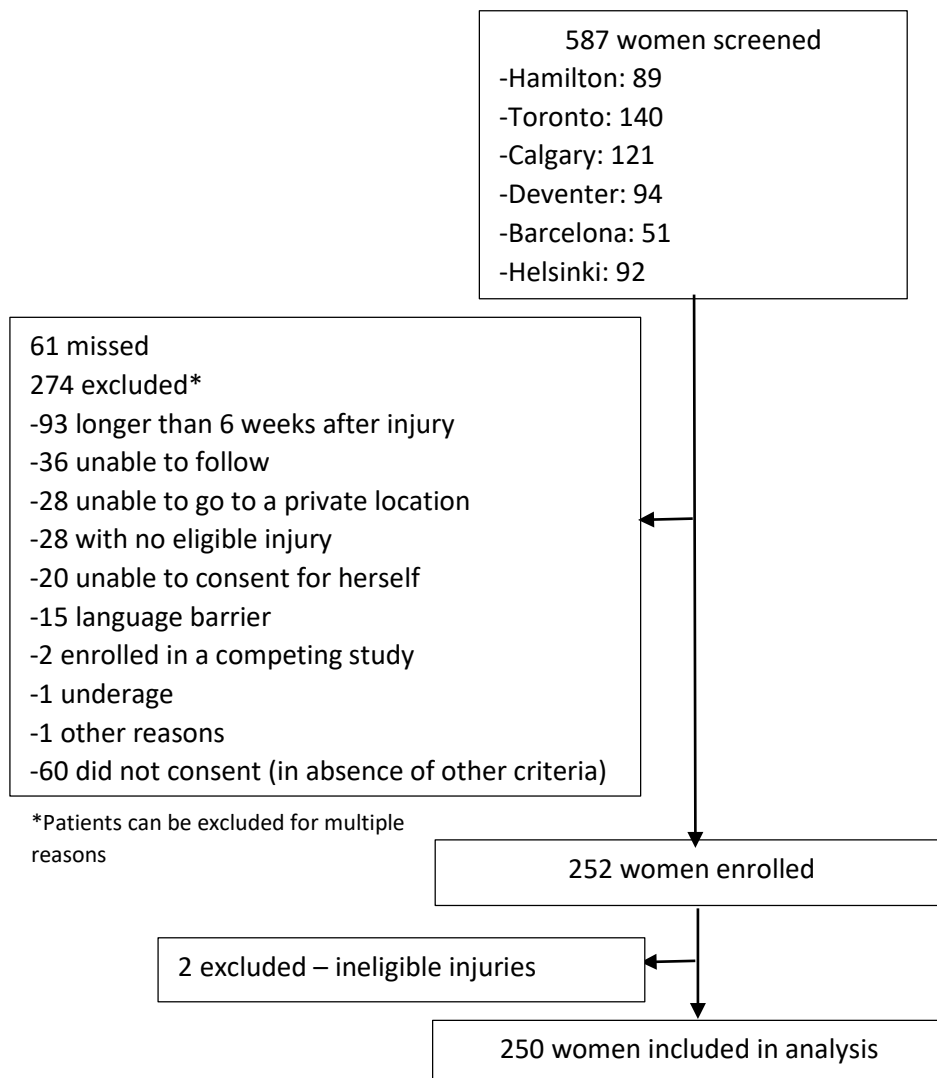 587 women screened
-Hamilton: 89
-Toronto: 140
-Calgary: 121
-Deventer: 94
-Barcelona: 51
-Helsinki: 92
61 missed
274 excluded*
-93 longer than 6 weeks after injury
-36 unable to follow
-28 unable to go to a private location
-28 with no eligible injury
-20 unable to consent for herself
-15 language barrier
-2 enrolled in a competing study
-1 underage
-1 other reasons
-60 did not consent (in absence of other criteria)
*Patients can be excluded for multiple
reasons
252 women enrolled
2 excluded – ineligible injuries
250 women included in analysis